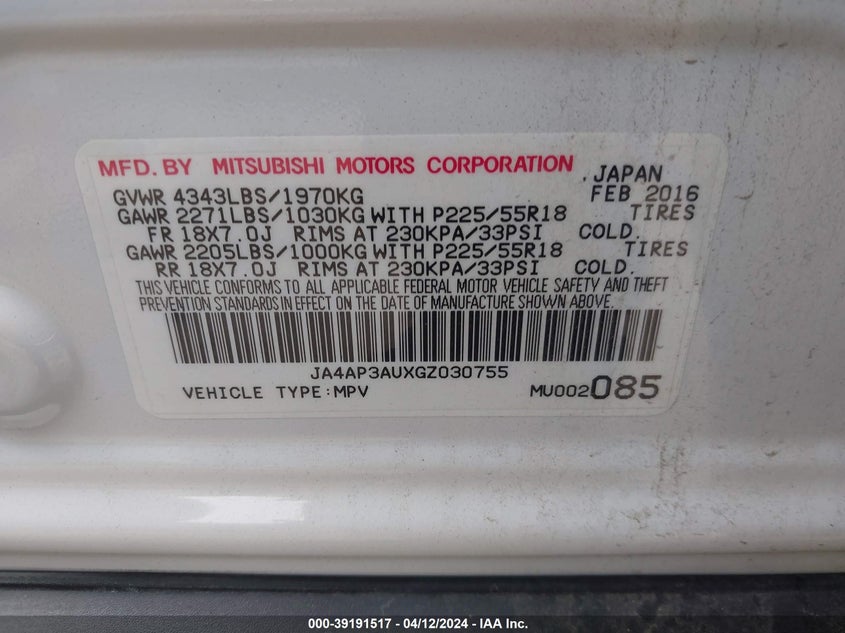 MFD. BY MITSUBISHI MOTORS CORPORATION . JAPAN
GVWR 4343LBS/1970KG FEB 2016
GAWR 2271LBS/1030KG WITH P225/55R18 TIRES
FR 18X7.0J RIMS AT 230KPA/33PSI COLD.
GAWR 2205LBS/1000KG WITH P225/55R18 TIRES
RR 18X7.0J RIMS AT 230KPA/33PSI COLD.
THIS VEHICLE CONFORMS TO ALL APPLICABLE FEDERAL MOTOR VEHICLE SAFETY AND THEFT
PREVENTION STANDARDS IN EFFECT ON THE DATE OF MANUFACTURE SHOWN ABOVE.
JA4AP3AUXGZ030755
VEHICLE TYPE:MPV MU002085
000-39191517 - 04/12/2024 - IAA Inc.